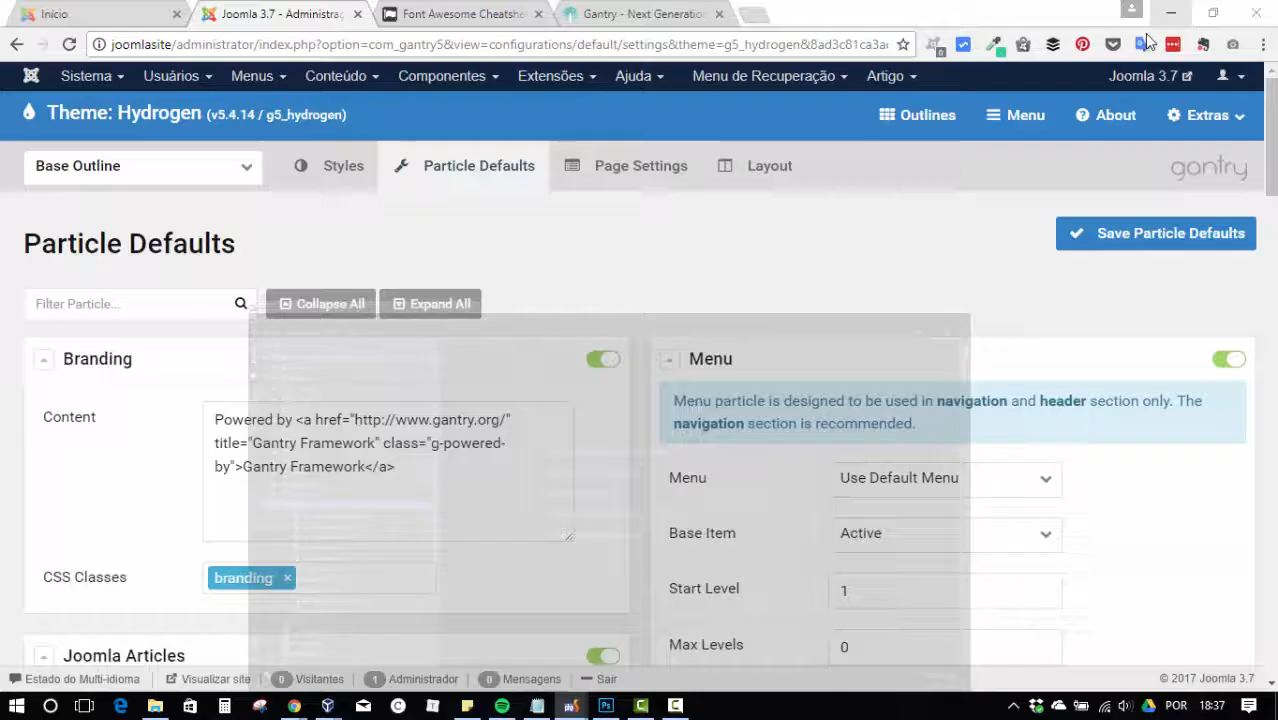 Início
Joomla 3.7 - Administraç
Font Awesome Cheatshe
Gantry - Next Generation
joomlasite/administrator/index.php?option=com_gantry5&view=configurations/default/settings&theme=g5_hydrogen&8ad3c81ca3a
Sistema Usuários Menus Conteúdo Componentes Extensões Ajuda Menu de Recuperação Artigo Joomla 3.7
Theme: Hydrogen (v5.4.14 / g5_hydrogen)
Outlines Menu About Extras
Base Outline
Styles Particle Defaults Page Settings Layout
gantry
Particle Defaults
Save Particle Defaults
Filter Particle...
Collapse All
Expand All
Branding
Content
Powered by <a href="http://www.gantry.org/"
title="Gantry Framework" class="g-powered-
by">Gantry Framework</a>
CSS Classes
branding ×
Joomla Articles
Menu
Menu particle is designed to be used in navigation and header section only. The
navigation section is recommended.
Menu
Use Default Menu
Base Item
Active
Start Level
1
Max Levels
0
Estado do Multi-idioma Visualizar site 0 Visitantes 1 Administrador 0 Mensagens Sair
© 2017 Joomla 3.7
POR 18:37